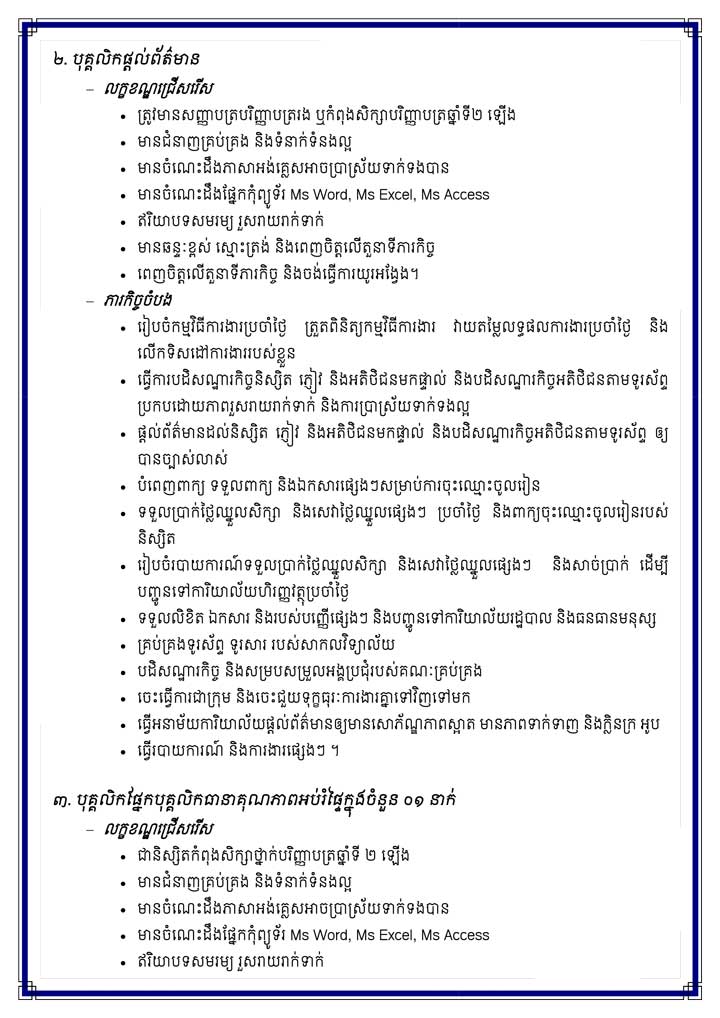 ២. បុគ្គលិកផ្ដល់ព័ត៌មាន
– លក្ខខណ្ឌជ្រើសរើស
• ត្រូវមានសញ្ញាបត្របរិញ្ញាបត្ររង ឬកំពុងសិក្សាបរិញ្ញាបត្រឆ្នាំទី២ ឡើង
• មានជំនាញគ្រប់គ្រង និងទំនាក់ទំនងល្អ
• មានចំណេះដឹងភាសាអង់គ្លេសអាចប្រាស្រ័យទាក់ទងបាន
• មានចំណេះដឹងផ្នែកកុំព្យូទ័រ Ms Word, Ms Excel, Ms Access
• ឥរិយាបទសមរម្យ រួសរាយរាក់ទាក់
• មានឆន្ទៈខ្ពស់ ស្មោះត្រង់ និងពេញចិត្តលើតួនាទីភារកិច្ច
• ពេញចិត្តលើតួនាទីភារកិច្ច និងចង់ធ្វើការយូរអង្វែង។
– ភារកិច្ចចំបង
• រៀបចំកម្មវិធីការងារប្រចាំថ្ងៃ ត្រួតពិនិត្យកម្មវិធីការងារ វាយតម្លៃលទ្ធផលការងារប្រចាំថ្ងៃ និង
លើកទិសដៅការងាររបស់ខ្លួន
• ធ្វើការបដិសណ្ឋារកិច្ចនិស្សិត ភ្ញៀវ និងអតិថិជនមកផ្ទាល់ និងបដិសណ្ឋារកិច្ចអតិថិជនតាមទូរស័ព្ទ
ប្រកបដោយភាពរួសរាយរាក់ទាក់ និងការប្រាស្រ័យទាក់ទងល្អ
• ផ្ដល់ព័ត៌មានដល់និស្សិត ភ្ញៀវ និងអតិថិជនមកផ្ទាល់ និងបដិសណ្ឋារកិច្ចអតិថិជនតាមទូរស័ព្ទ ឲ្យ
បានច្បាស់លាស់
• បំពេញពាក្យ ទទួលពាក្យ និងឯកសារផ្សេងៗសម្រាប់ការចុះឈ្មោះចូលរៀន
• ទទួលប្រាក់ថ្លៃឈ្នួលសិក្សា និងសេវាថ្លៃឈ្នួលផ្សេងៗ ប្រចាំថ្ងៃ និងពាក្យចុះឈ្មោះចូលរៀនរបស់
និស្សិត
• រៀបចំរបាយការណ៍ទទួលប្រាក់ថ្លៃឈ្នួលសិក្សា និងសេវាថ្លៃឈ្នួលផ្សេងៗ និងសាច់ប្រាក់ ដើម្បី
បញ្ជូនទៅការិយាល័យហិរញ្ញវត្ថុប្រចាំថ្ងៃ
• ទទួលលិខិត ឯកសារ និងរបស់បញ្ញើផ្សេងៗ និងបញ្ជូនទៅការិយាល័យរដ្ឋបាល និងធនធានមនុស្ស
• គ្រប់គ្រងទូរស័ព្ទ ទូរសារ របស់សាកលវិទ្យាល័យ
• បដិសណ្ឋារកិច្ច និងសម្របសម្រួលអង្គប្រជុំរបស់គណៈគ្រប់គ្រង
• ចេះធ្វើការជាក្រុម និងចេះជួយទុក្ខធុរៈការងារគ្នាទៅវិញទៅមក
• ធ្វើអនាម័យការិយាល័យផ្ដល់ព័ត៌មានឲ្យមានសោភ័ណ្ឌភាពស្អាត មានភាពទាក់ទាញ និងក្លិនក្រ អូប
• ធ្វើរបាយការណ៍ និងការងារផ្សេងៗ ។
៣. បុគ្គលិកផ្នែកបុគ្គលិកធានាគុណភាពអប់រំផ្ទៃក្នុងចំនួន ០១ នាក់
– លក្ខខណ្ឌជ្រើសរើស
• ជានិស្សិតកំពុងសិក្សាថ្នាក់បរិញ្ញាបត្រឆ្នាំទី ២ ឡើង
• មានជំនាញគ្រប់គ្រង និងទំនាក់ទំនងល្អ
• មានចំណេះដឹងភាសាអង់គ្លេសអាចប្រាស្រ័យទាក់ទងបាន
• មានចំណេះដឹងផ្នែកកុំព្យូទ័រ Ms Word, Ms Excel, Ms Access
• ឥរិយាបទសមរម្យ រួសរាយរាក់ទាក់